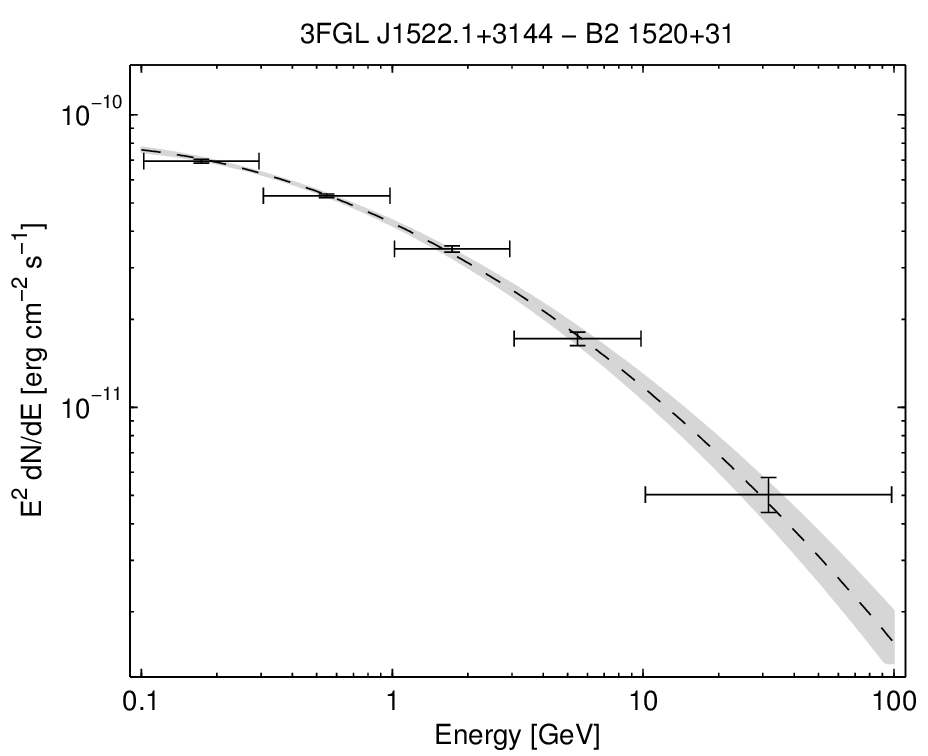 3FGL J1522.1+3144 − B2 1520+31
10⁻¹⁰
10⁻¹¹
E² dN/dE [erg cm⁻² s⁻¹]
0.1 1 10 100
Energy [GeV]